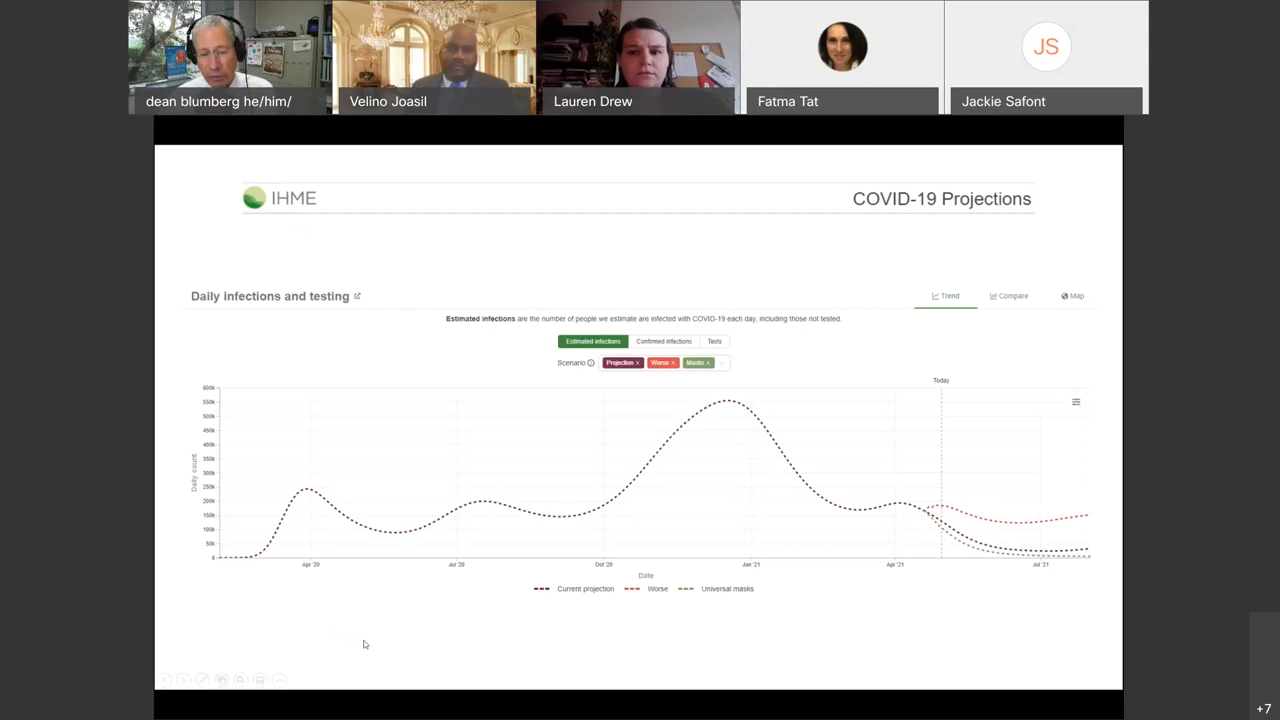 dean blumberg he/him/
Velino Joasil
Lauren Drew
Fatma Tat
JS
Jackie Safont
IHME
COVID-19 Projections
Daily infections and testing
Trend
Compare
Map
Estimated infections are the number of people we estimate are infected with COVID-19 each day, including those not tested.
Estimated infections
Confirmed infections
Tests
Scenario
Projection ×
Worse ×
Masks ×
Today
600k
550k
500k
450k
400k
350k
300k
250k
200k
150k
100k
50k
0
Daily count
Apr '20
Jul '20
Oct '20
Jan '21
Apr '21
Jul '21
Date
Current projection
Worse
Universal masks
+7